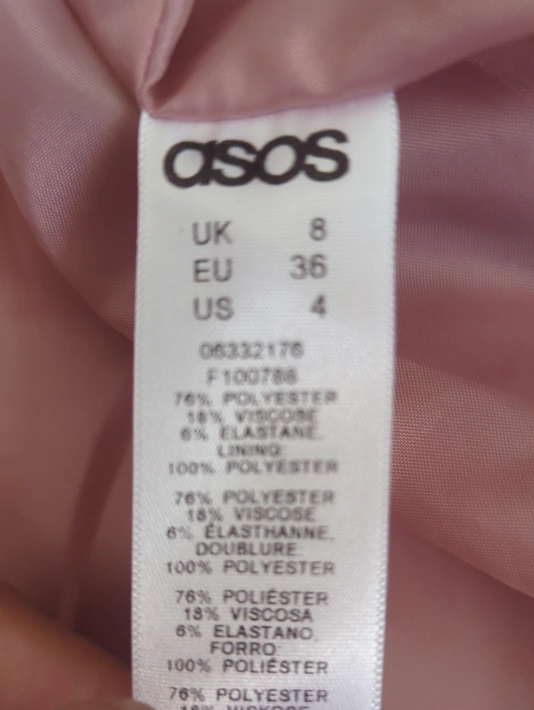 asos
UK 8
EU 36
US 4
06332176
F100788
76% POLYESTER
18% VISCOSE
6% ELASTANE,
LINING:
100% POLYESTER
76% POLYESTER
18% VISCOSE
6% ÉLASTHANNE,
DOUBLURE:
100% POLYESTER
76% POLIÉSTER
18% VISCOSA
6% ELASTANO,
FORRO:
100% POLIÉSTER
76% POLYESTER
18% VISKOSE